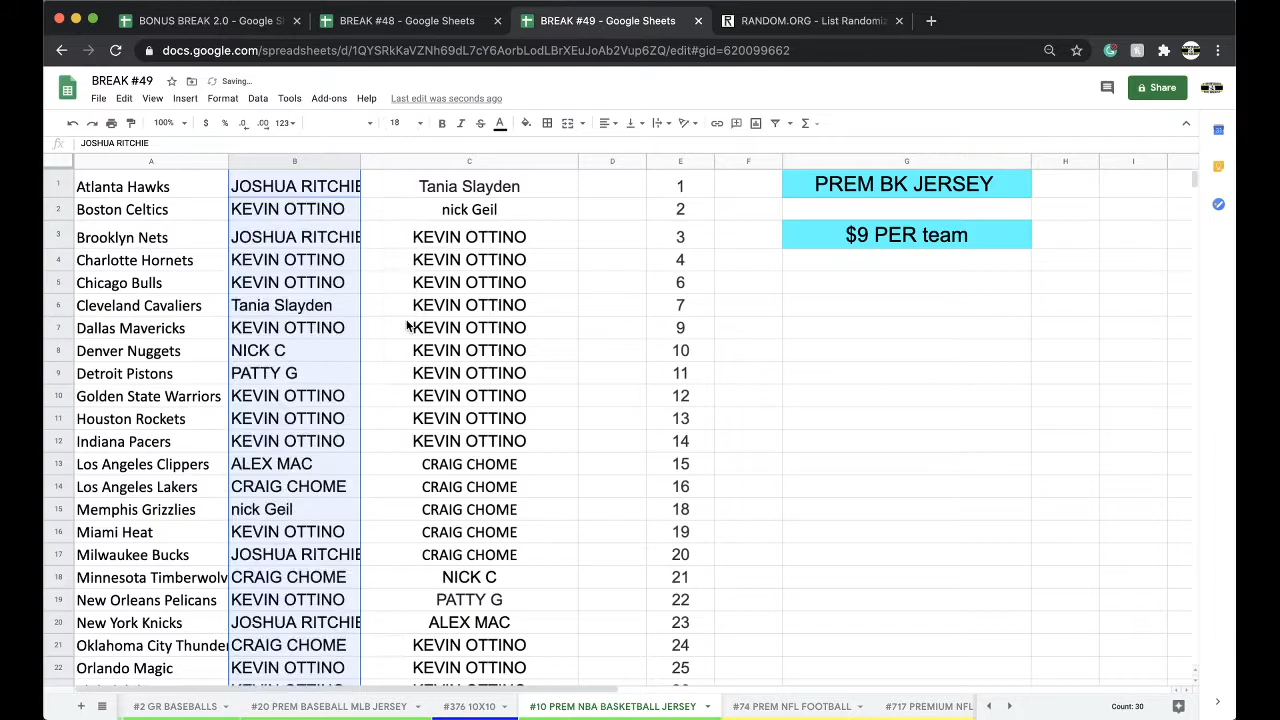 BONUS BREAK 2.0 - Google S
BREAK #48 - Google Sheets
BREAK #49 - Google Sheets
RANDOM.ORG - List Randomiz
docs.google.com/spreadsheets/d/1QYSRkKaVZNh69dL7cY6AorbLodLBrXEuJoAb2Vup6ZQ/edit#gid=620099662
BREAK #49 Saving...
File Edit View Insert Format Data Tools Add-ons Help Last edit was seconds ago
Share
100% $ % .0 .00 123 18 B I S A
fx JOSHUA RITCHIE
A B C D E F G H I
1 Atlanta Hawks JOSHUA RITCHIE Tania Slayden 1 PREM BK JERSEY
2 Boston Celtics KEVIN OTTINO nick Geil 2
3 Brooklyn Nets JOSHUA RITCHIE KEVIN OTTINO 3 $9 PER team
4 Charlotte Hornets KEVIN OTTINO KEVIN OTTINO 4
5 Chicago Bulls KEVIN OTTINO KEVIN OTTINO 6
6 Cleveland Cavaliers Tania Slayden KEVIN OTTINO 7
7 Dallas Mavericks KEVIN OTTINO KEVIN OTTINO 9
8 Denver Nuggets NICK C KEVIN OTTINO 10
9 Detroit Pistons PATTY G KEVIN OTTINO 11
10 Golden State Warriors KEVIN OTTINO KEVIN OTTINO 12
11 Houston Rockets KEVIN OTTINO KEVIN OTTINO 13
12 Indiana Pacers KEVIN OTTINO KEVIN OTTINO 14
13 Los Angeles Clippers ALEX MAC CRAIG CHOME 15
14 Los Angeles Lakers CRAIG CHOME CRAIG CHOME 16
15 Memphis Grizzlies nick Geil CRAIG CHOME 18
16 Miami Heat KEVIN OTTINO CRAIG CHOME 19
17 Milwaukee Bucks JOSHUA RITCHIE CRAIG CHOME 20
18 Minnesota Timberwolv CRAIG CHOME NICK C 21
19 New Orleans Pelicans KEVIN OTTINO PATTY G 22
20 New York Knicks JOSHUA RITCHIE ALEX MAC 23
21 Oklahoma City Thunder CRAIG CHOME KEVIN OTTINO 24
22 Orlando Magic KEVIN OTTINO KEVIN OTTINO 25
#2 GR BASEBALLS #20 PREM BASEBALL MLB JERSEY #376 10X10 #10 PREM NBA BASKETBALL JERSEY #74 PREM NFL FOOTBALL #717 PREMIUM NFL Count: 30